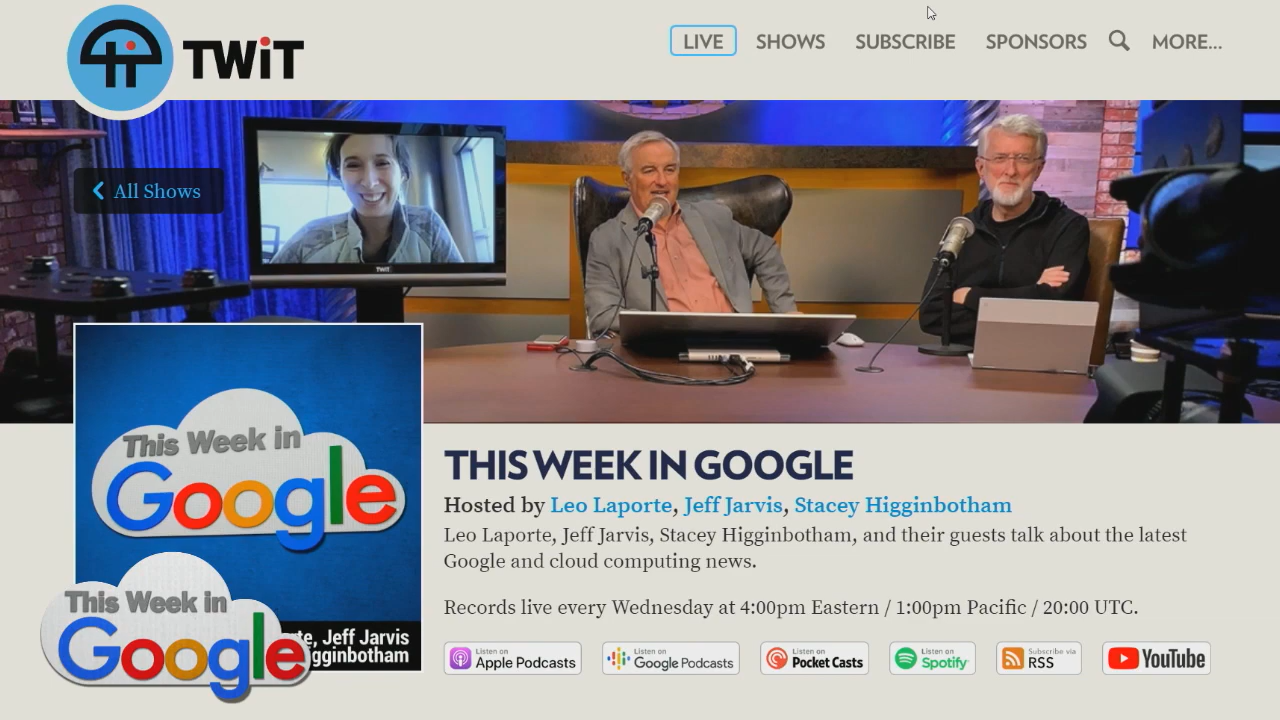 TWiT
LIVE
SHOWS
SUBSCRIBE
SPONSORS
MORE...
All Shows
TWiT
This Week in
Google
THIS WEEK IN GOOGLE
Hosted by Leo Laporte, Jeff Jarvis, Stacey Higginbotham
Leo Laporte, Jeff Jarvis, Stacey Higginbotham, and their guests talk about the latest
Google and cloud computing news.
Records live every Wednesday at 4:00pm Eastern / 1:00pm Pacific / 20:00 UTC.
This Week in
Google
rte, Jeff Jarvis
igginbotham
Listen on
Apple Podcasts
Listen on
Google Podcasts
Listen on
Pocket Casts
Listen on
Spotify
Subscribe via
RSS
YouTube